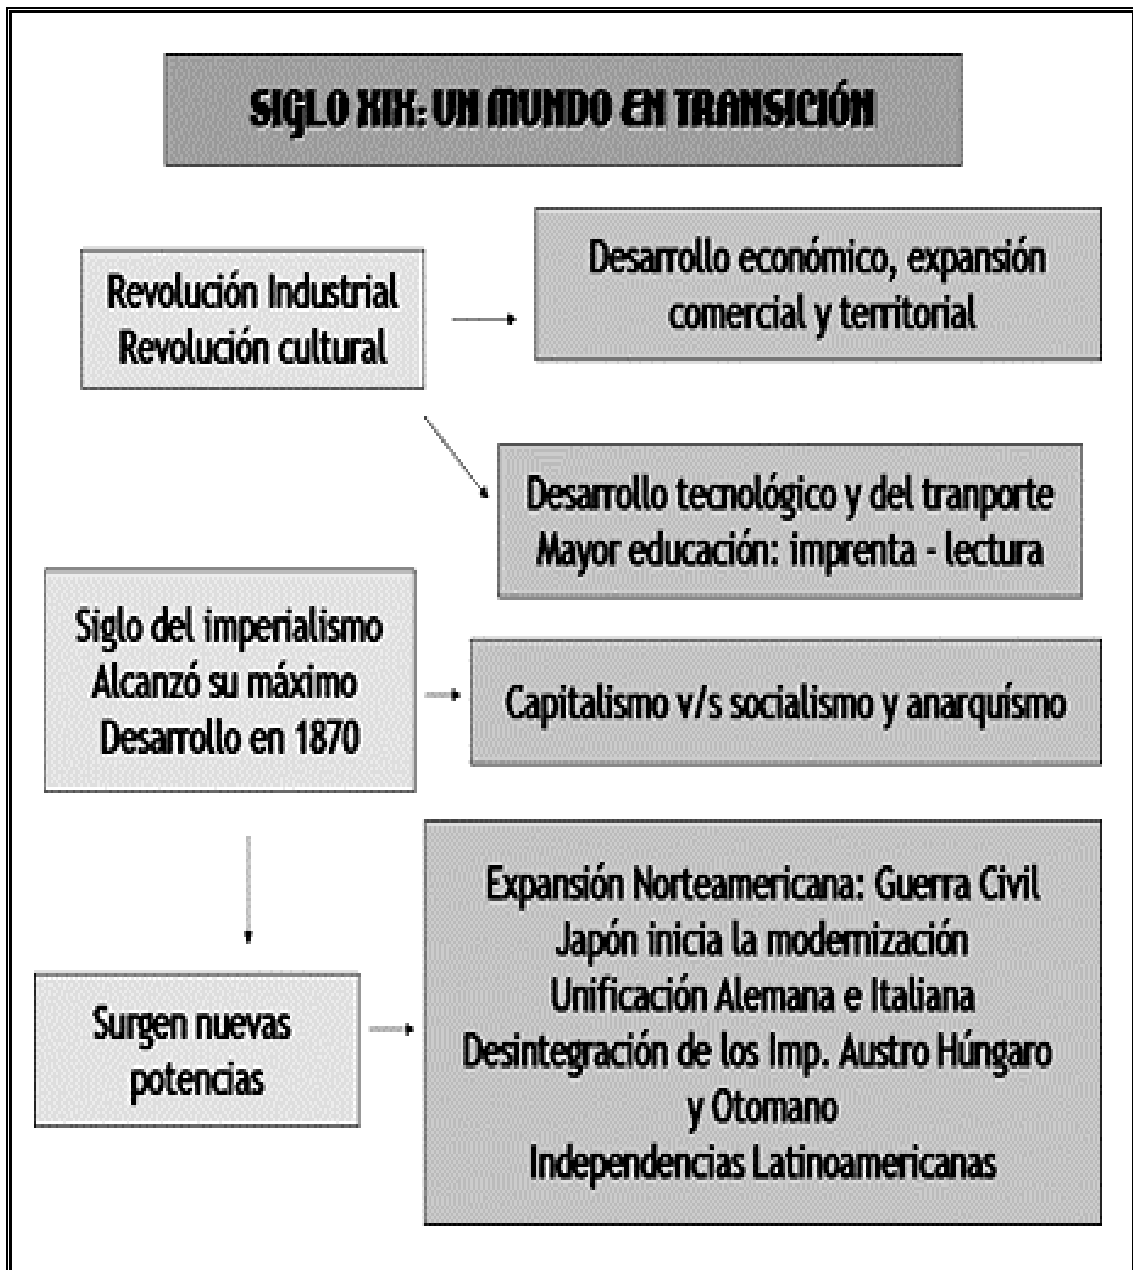 SIGLO XIX: UN MUNDO EN TRANSICIÓN
Revolución Industrial
Revolución cultural
Desarrollo económico, expansión
comercial y territorial
Desarrollo tecnológico y del tranporte
Mayor educación: imprenta - lectura
Siglo del imperialismo
Alcanzó su máximo
Desarrollo en 1870
Capitalismo v/s socialismo y anarquísmo
Surgen nuevas
potencias
Expansión Norteamericana: Guerra Civil
Japón inicia la modernización
Unificación Alemana e Italiana
Desintegración de los Imp. Austro Húngaro
y Otomano
Independencias Latinoamericanas